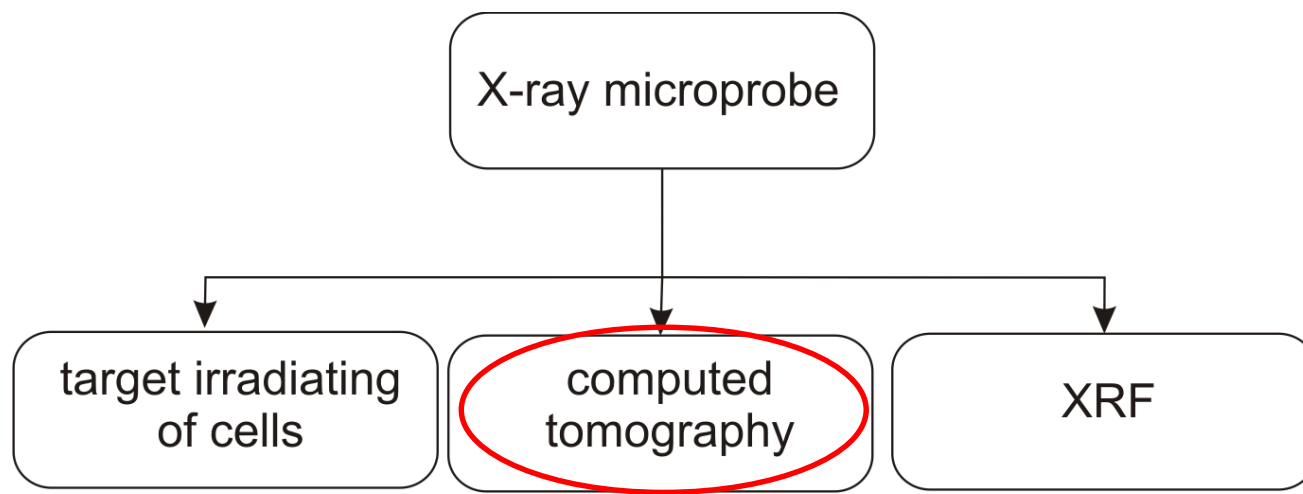 X-ray microprobe
target irradiating
of cells
computed
tomography
XRF